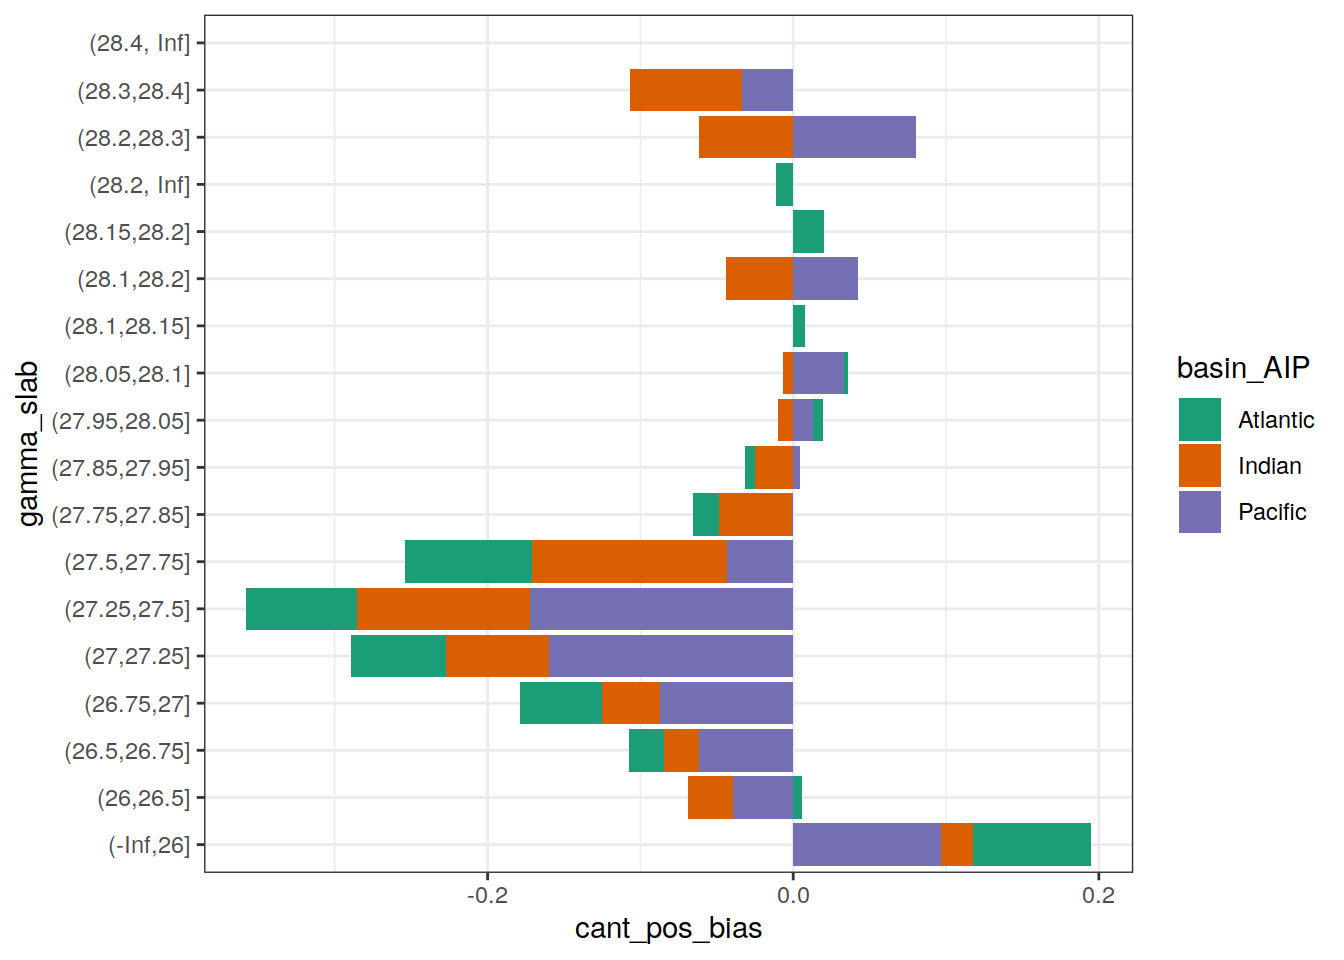 (28.4, Inf]
(28.3,28.4]
(28.2,28.3]
(28.2, Inf]
(28.15,28.2]
(28.1,28.2]
(28.1,28.15]
(28.05,28.1]
(27.95,28.05]
(27.85,27.95]
(27.75,27.85]
(27.5,27.75]
(27.25,27.5]
(27,27.25]
(26.75,27]
(26.5,26.75]
(26,26.5]
(-Inf,26]
gamma_slab
-0.2
0.0
0.2
cant_pos_bias
basin_AIP
Atlantic
Indian
Pacific